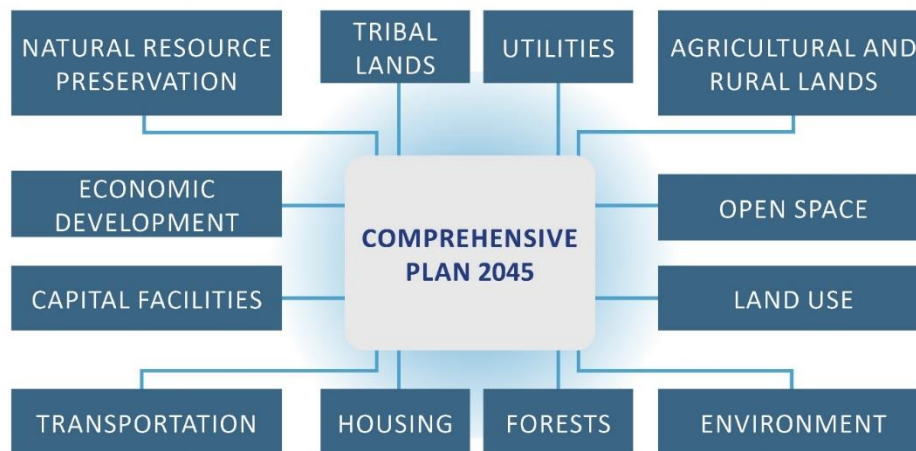 NATURAL RESOURCE
PRESERVATION
TRIBAL
LANDS
UTILITIES
AGRICULTURAL AND
RURAL LANDS
ECONOMIC
DEVELOPMENT
COMPREHENSIVE
PLAN 2045
OPEN SPACE
CAPITAL FACILITIES
LAND USE
TRANSPORTATION
HOUSING
FORESTS
ENVIRONMENT